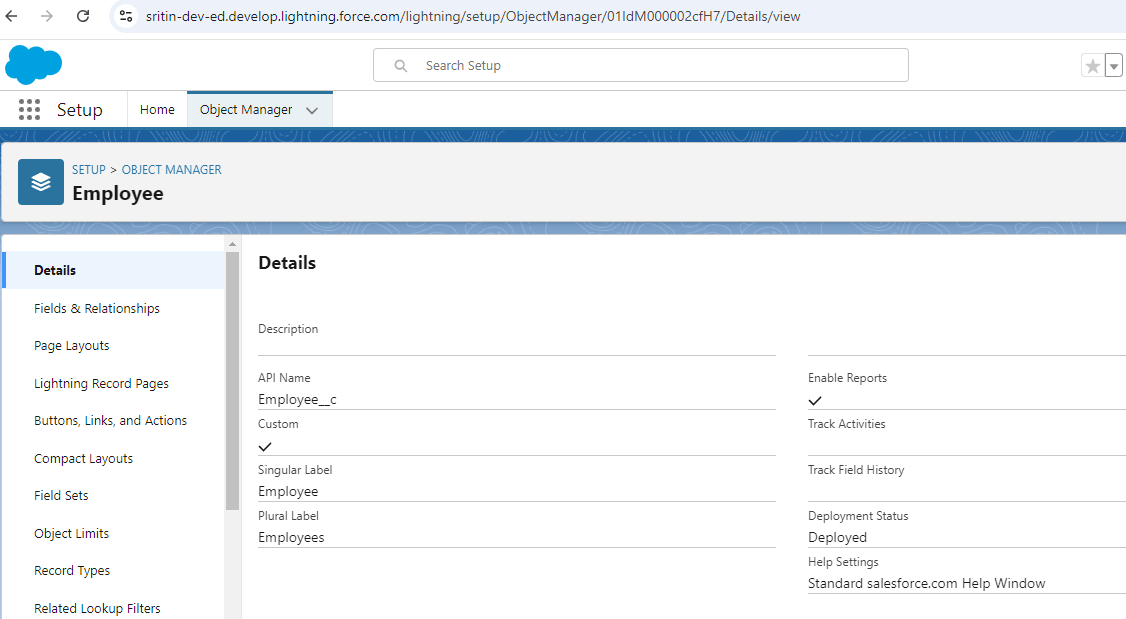 sritin-dev-ed.develop.lightning.force.com/lightning/setup/ObjectManager/01IdM000002cfH7/Details/view
Search Setup
Setup
Home
Object Manager
SETUP > OBJECT MANAGER
Employee
Details
Fields & Relationships
Page Layouts
Lightning Record Pages
Buttons, Links, and Actions
Compact Layouts
Field Sets
Object Limits
Record Types
Related Lookup Filters
Details
Description
API Name
Employee__c
Custom
Singular Label
Employee
Plural Label
Employees
Enable Reports
Track Activities
Track Field History
Deployment Status
Deployed
Help Settings
Standard salesforce.com Help Window